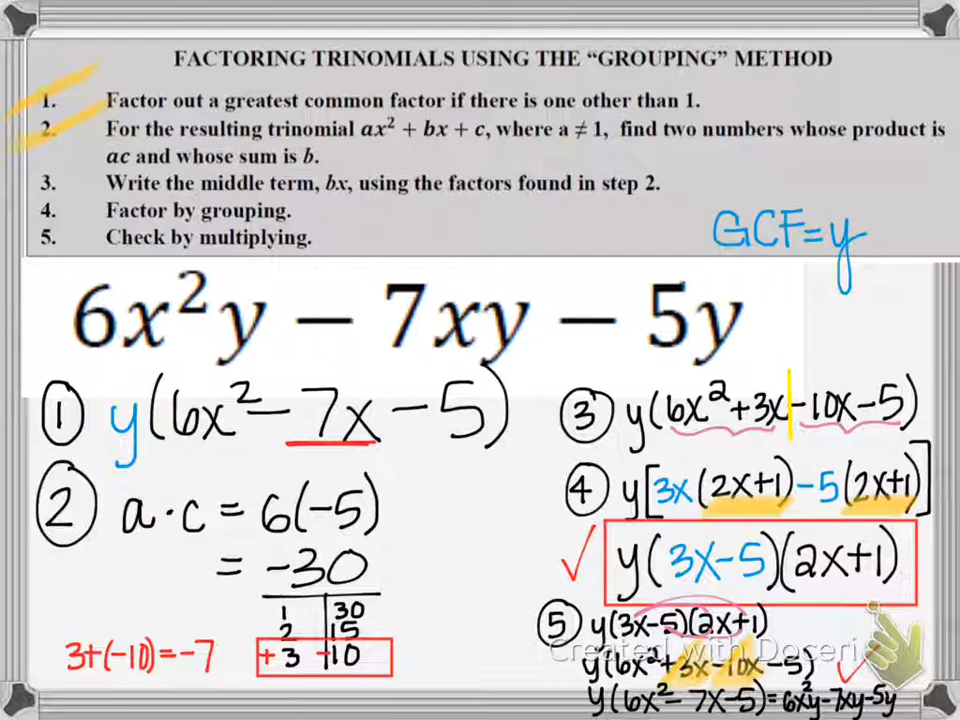 FACTORING TRINOMIALS USING THE “GROUPING” METHOD
1. Factor out a greatest common factor if there is one other than 1.
2. For the resulting trinomial ax² + bx + c, where a ≠ 1, find two numbers whose product is
ac and whose sum is b.
3. Write the middle term, bx, using the factors found in step 2.
4. Factor by grouping.
5. Check by multiplying.
GCF=y
6x²y − 7xy − 5y
① y(6x² − 7x − 5)
② a · c = 6(−5)
= −30
1 | 30
2 | 15
+3 | −10
3+(−10)=−7
③ y(6x²+3x−10x−5)
④ y[3x(2x+1)−5(2x+1)]
✓ y(3x−5)(2x+1)
⑤ y(3x−5)(2x+1)
Created with Doceri
y(6x²+3x−10x−5) ✓
y(6x²−7x−5)=6x²y−7xy−5y